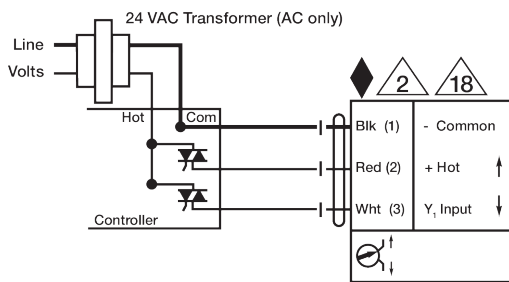 24 VAC Transformer (AC only)
Line
Volts
Hot
Com
2
18
Blk (1)
- Common
Red (2)
+ Hot
Wht (3)
Y1 Input
Controller